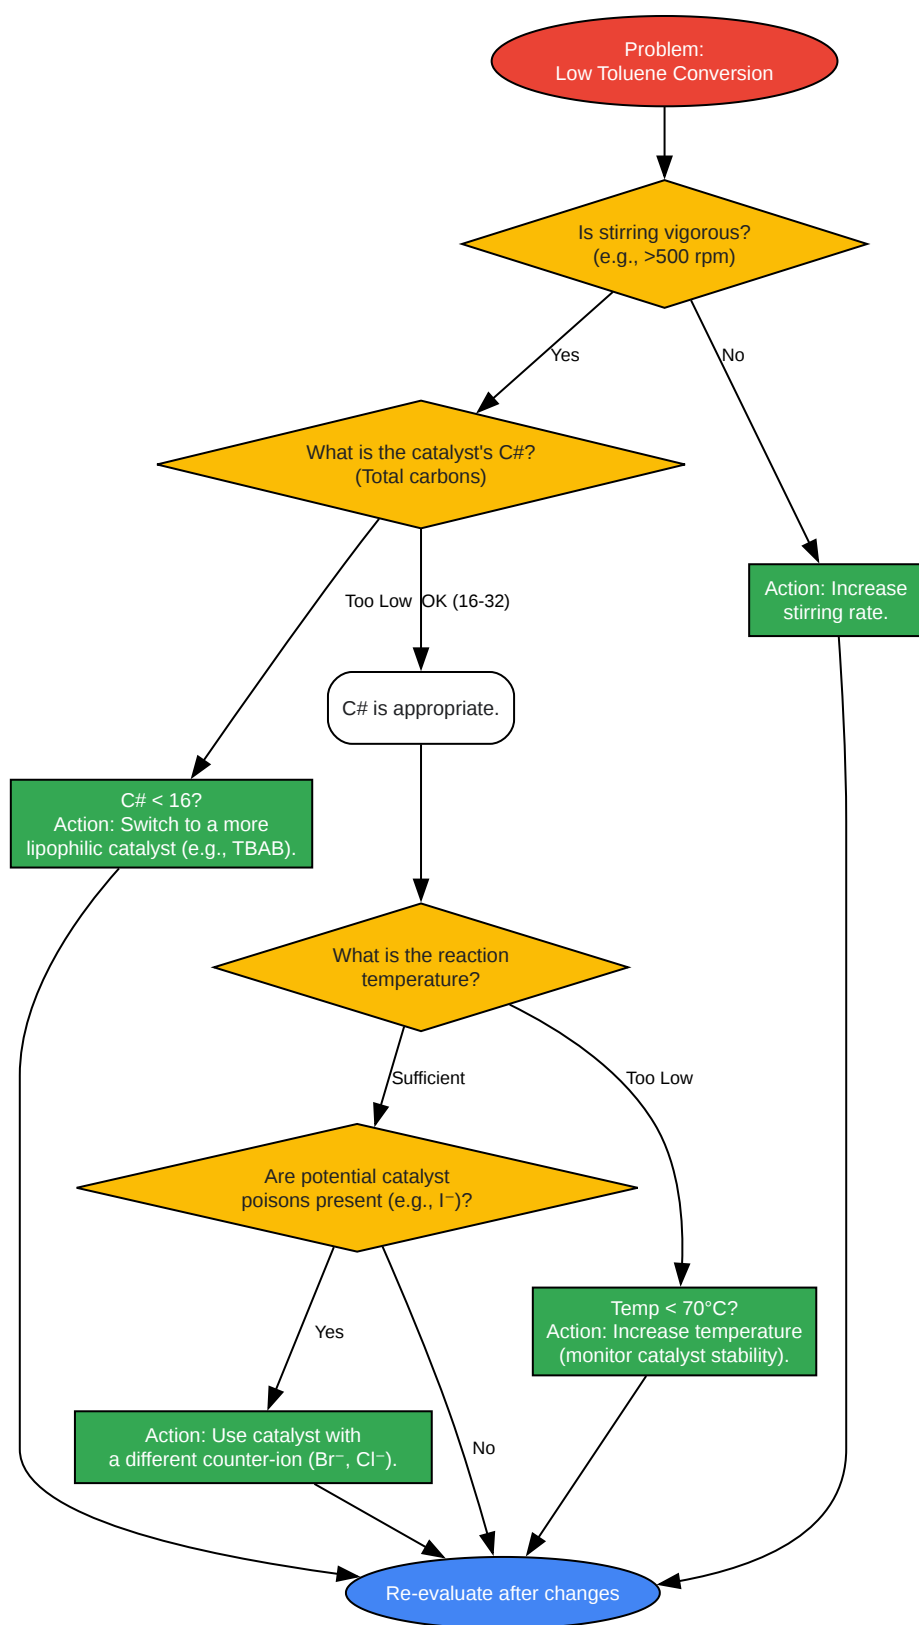 Problem:
Low Toluene Conversion
Is stirring vigorous?
(e.g., >500 rpm)
Yes
No
What is the catalyst's C#?
(Total carbons)
Too Low
OK (16-32)
Action: Increase
stirring rate.
C# is appropriate.
C# < 16?
Action: Switch to a more
lipophilic catalyst (e.g., TBAB).
What is the reaction
temperature?
Sufficient
Too Low
Are potential catalyst
poisons present (e.g., I⁻)?
Temp < 70°C?
Action: Increase temperature
(monitor catalyst stability).
Yes
No
Action: Use catalyst with
a different counter-ion (Br⁻, Cl⁻).
Re-evaluate after changes